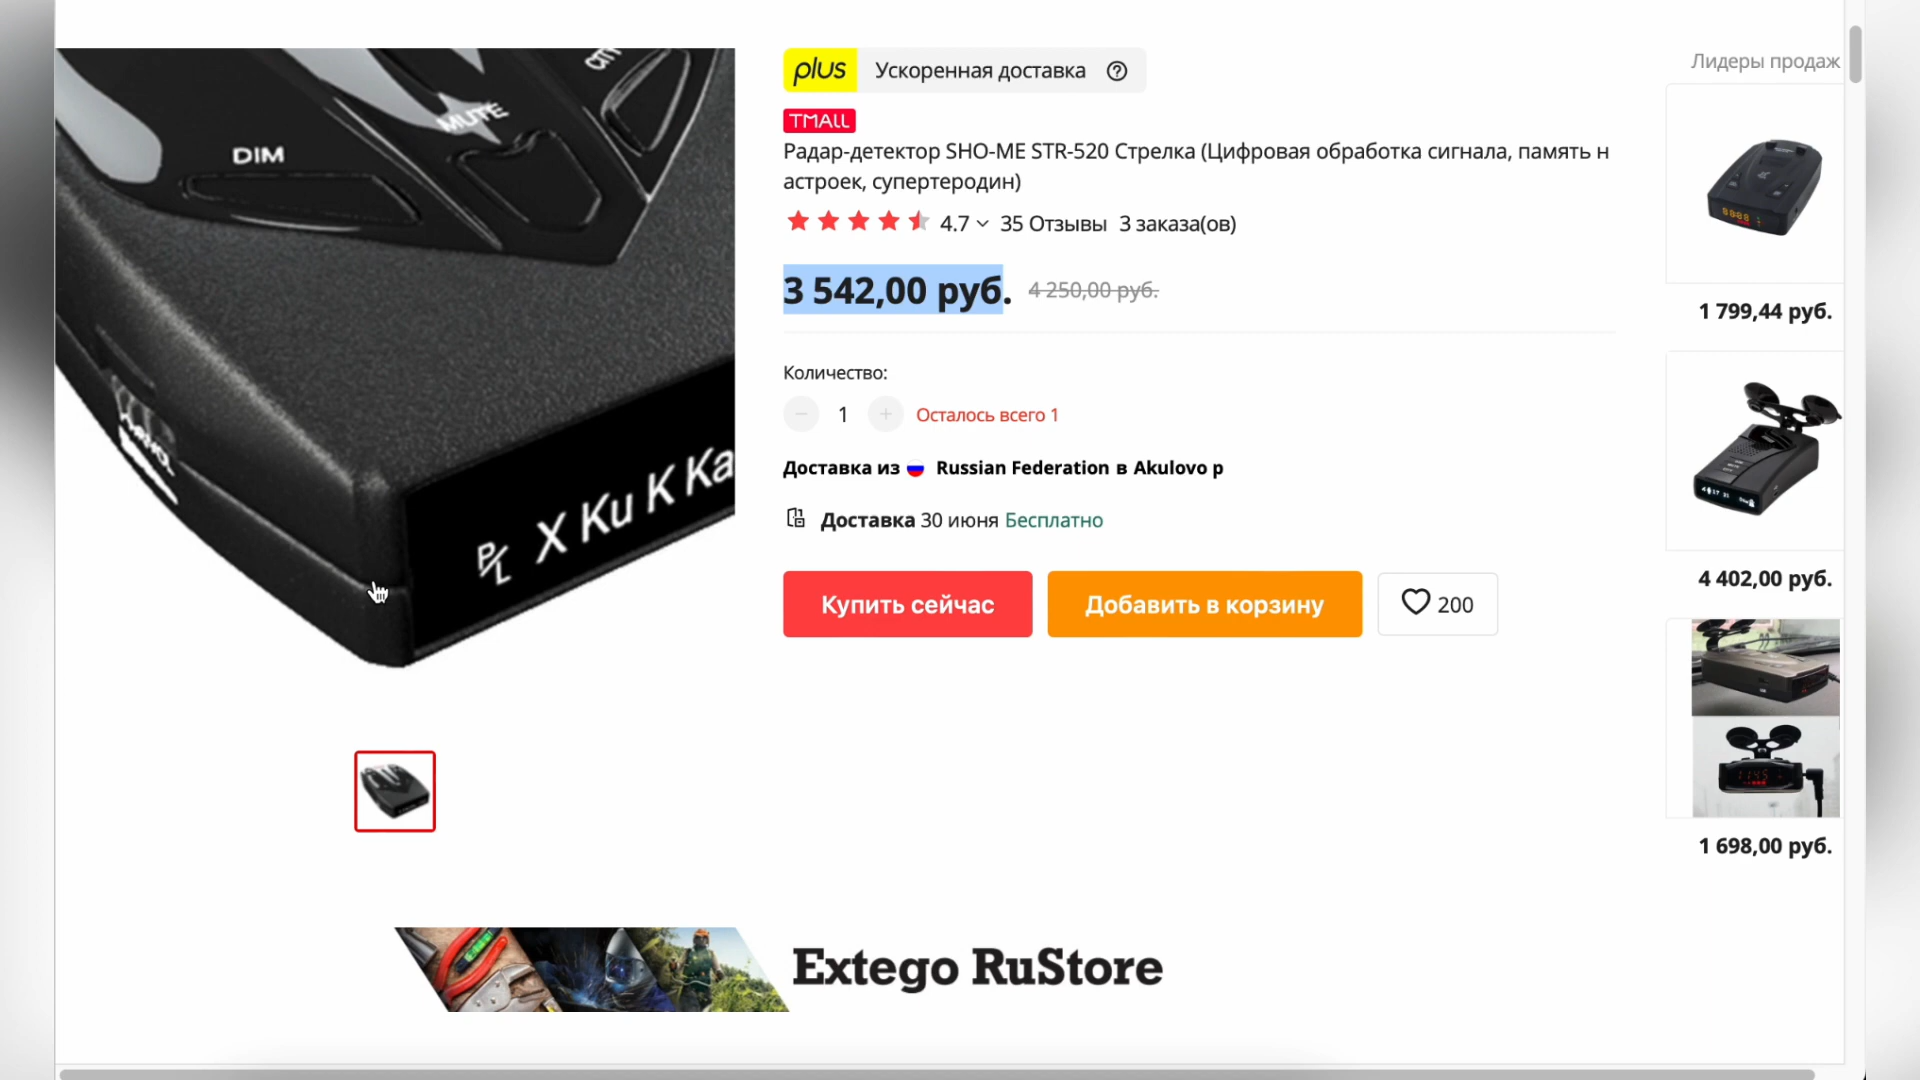 DIM
MUTE
CITY
X Ku K Ka
P/L
plus Ускоренная доставка
TMALL
Радар-детектор SHO-ME STR-520 Стрелка (Цифровая обработка сигнала, память н
астроек, супертеродин)
4.7 35 Отзывы 3 заказа(ов)
3 542,00 руб. 4 250,00 руб.
Количество:
1 Осталось всего 1
Доставка из Russian Federation в Akulovo p
Доставка 30 июня Бесплатно
Купить сейчас Добавить в корзину 200
Лидеры продаж
1 799,44 руб.
4 402,00 руб.
1 698,00 руб.
Extego RuStore